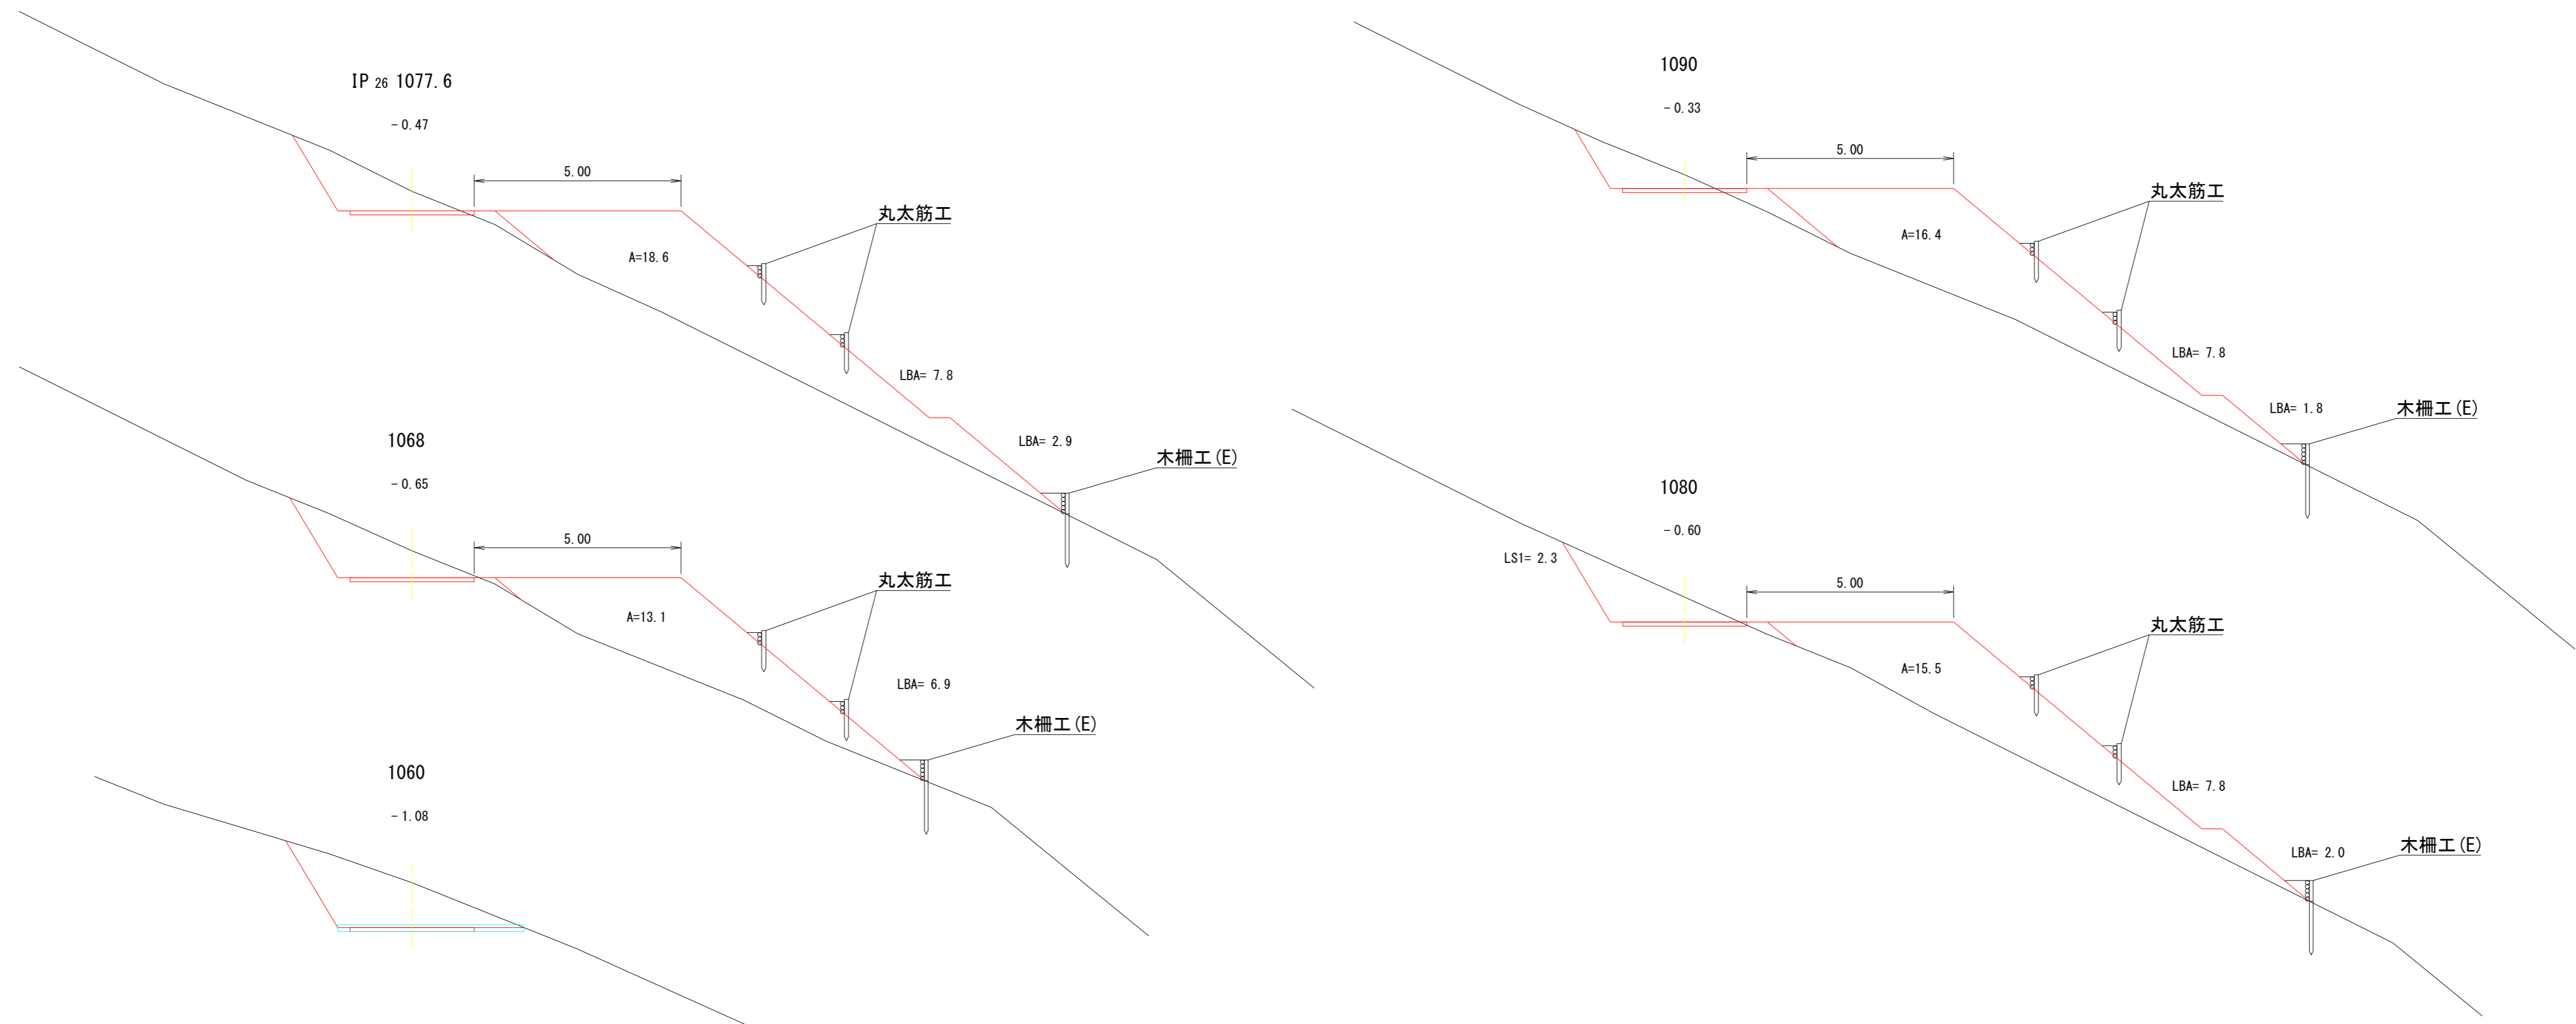 IP 26 1077.6
-0.47
5.00
丸太筋工
A=18.6
LBA= 7.8
LBA= 2.9
木柵工(E)
1068
-0.65
5.00
丸太筋工
A=13.1
LBA= 6.9
木柵工(E)
1060
-1.08
1090
-0.33
5.00
丸太筋工
A=16.4
LBA= 7.8
LBA= 1.8
木柵工(E)
1080
-0.60
LS1= 2.3
5.00
丸太筋工
A=15.5
LBA= 7.8
LBA= 2.0
木柵工(E)